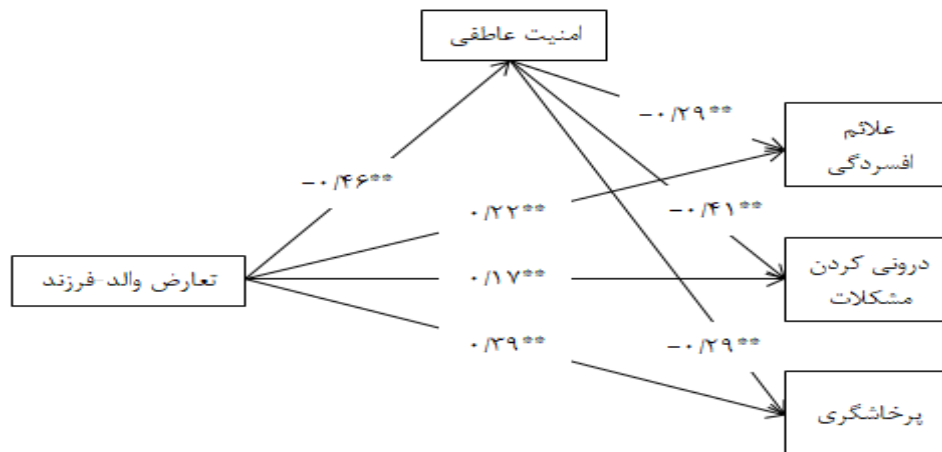 امنیت عاطفی
−۰/۲۹**
علائم
افسردگی
−۰/۴۶**
۰/۲۲**
−۰/۴۱**
تعارض والد-فرزند
۰/۱۷**
درونی کردن
مشکلات
۰/۳۹**
−۰/۲۹**
پرخاشگری